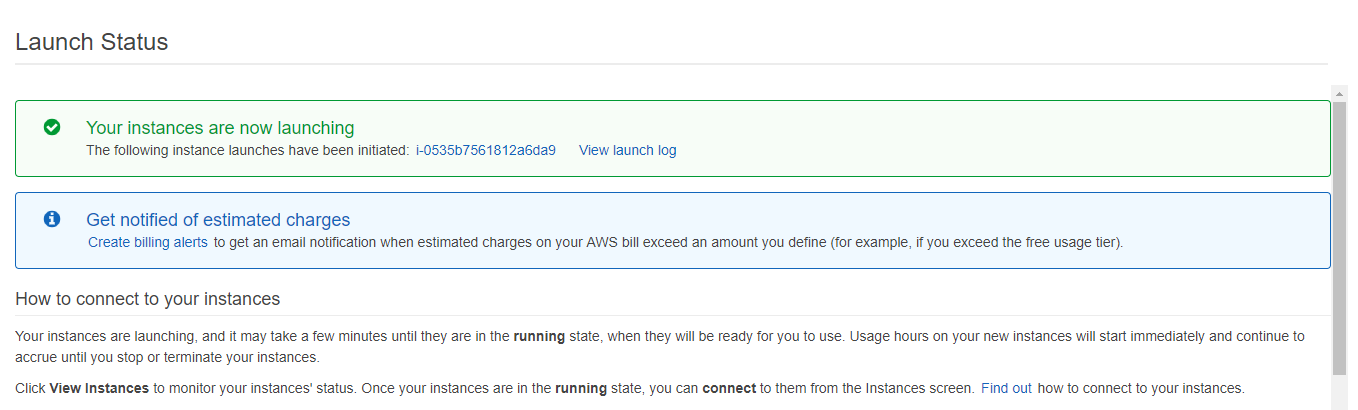 Launch Status
Your instances are now launching
The following instance launches have been initiated: i-0535b7561812a6da9 View launch log
Get notified of estimated charges
Create billing alerts to get an email notification when estimated charges on your AWS bill exceed an amount you define (for example, if you exceed the free usage tier).
How to connect to your instances
Your instances are launching, and it may take a few minutes until they are in the running state, when they will be ready for you to use. Usage hours on your new instances will start immediately and continue to
accrue until you stop or terminate your instances.
Click View Instances to monitor your instances' status. Once your instances are in the running state, you can connect to them from the Instances screen. Find out how to connect to your instances.